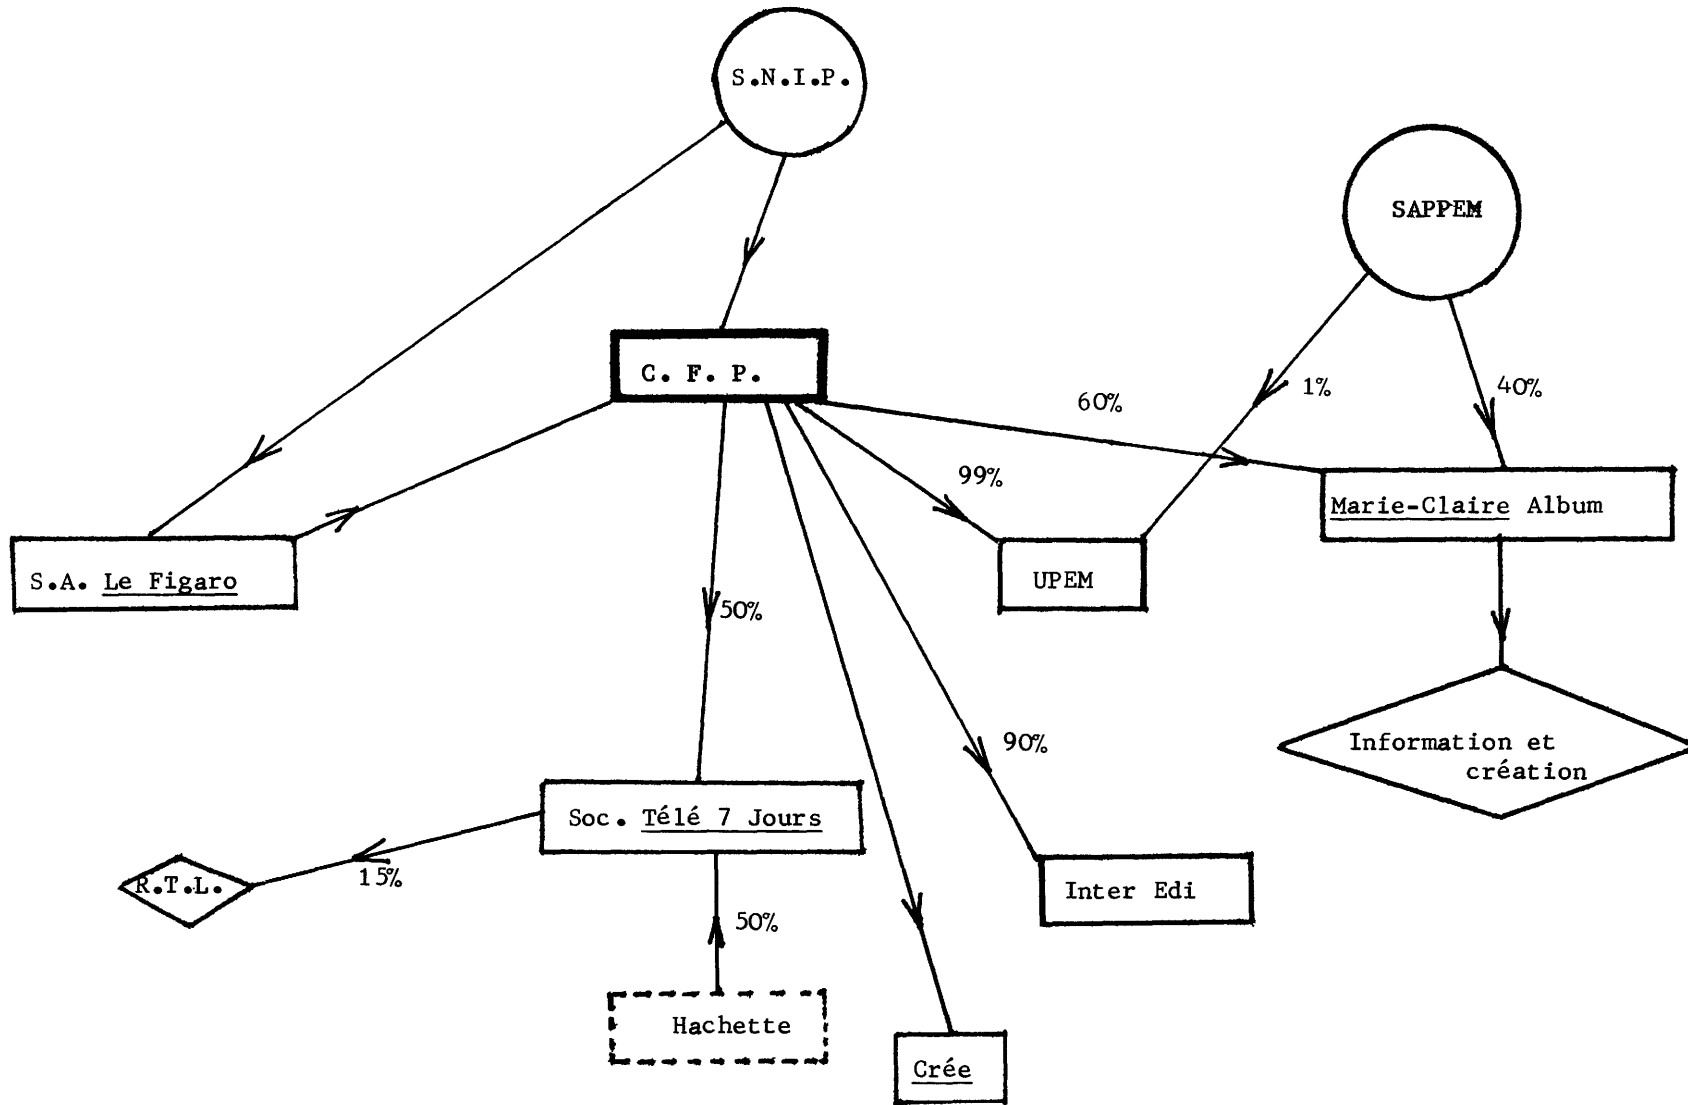 S.N.I.P.
SAPPEM
C. F. P.
1%
40%
60%
99%
Marie-Claire Album
S.A. Le Figaro
UPEM
50%
90%
Information et
création
Soc. Télé 7 Jours
15%
R.T.L.
Inter Edi
50%
Hachette
Crée